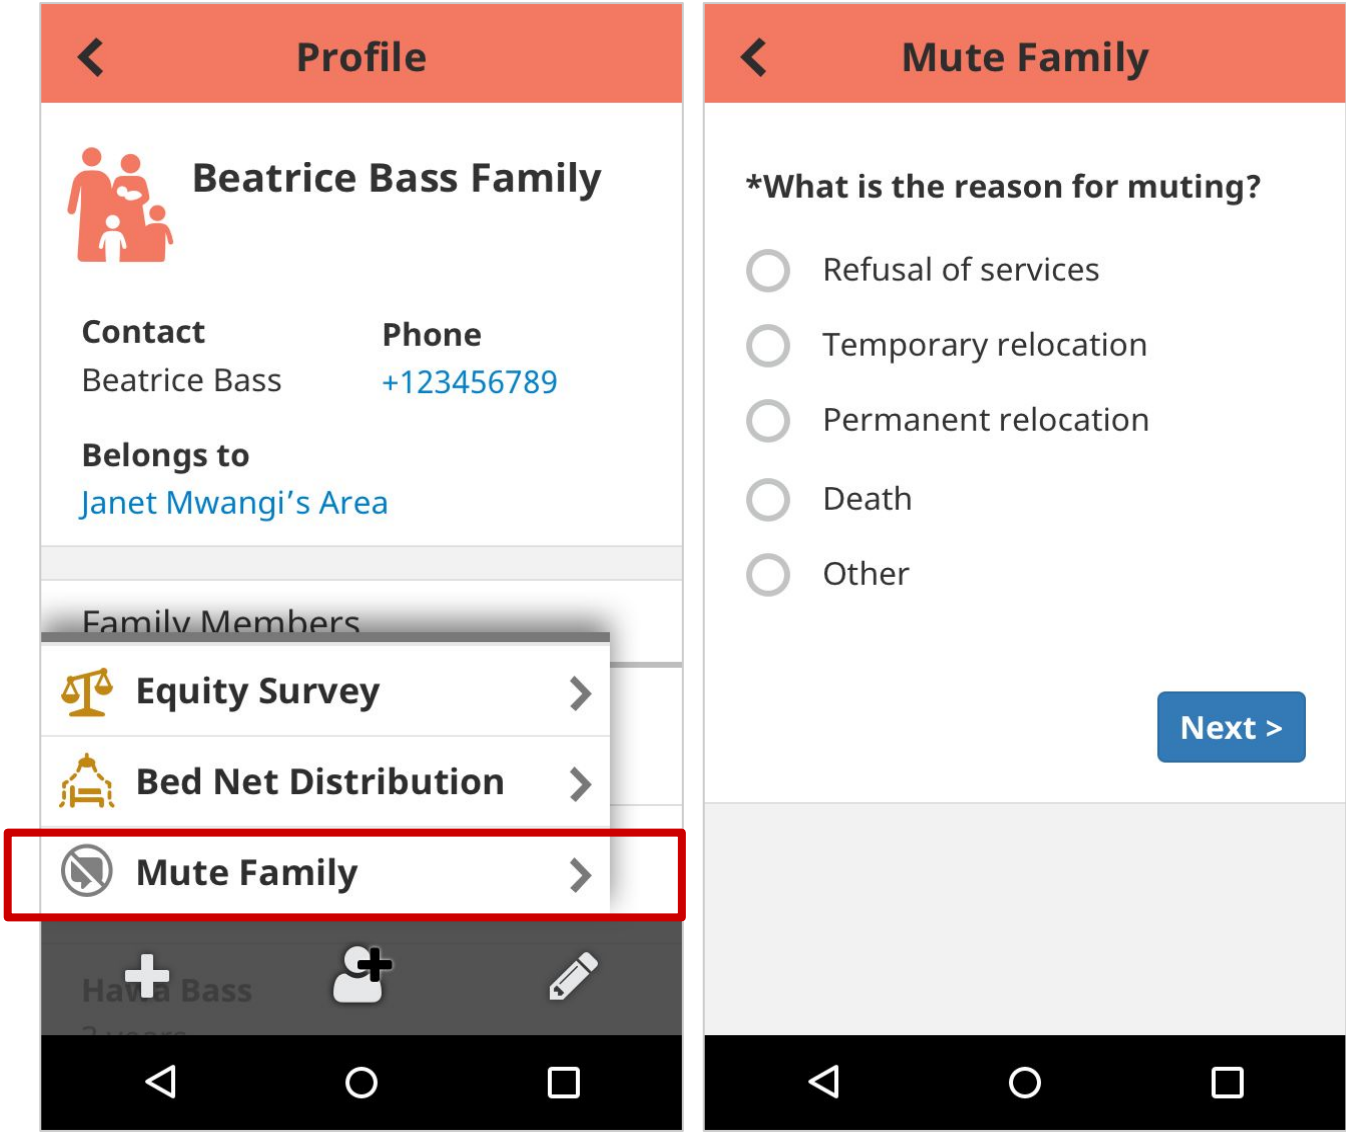 Profile
Beatrice Bass Family
Contact
Phone
Beatrice Bass
+123456789
Belongs to
Janet Mwangi’s Area
Family Members
Equity Survey
Bed Net Distribution
Mute Family
Hawa Bass
Mute Family
*What is the reason for muting?
Refusal of services
Temporary relocation
Permanent relocation
Death
Other
Next >